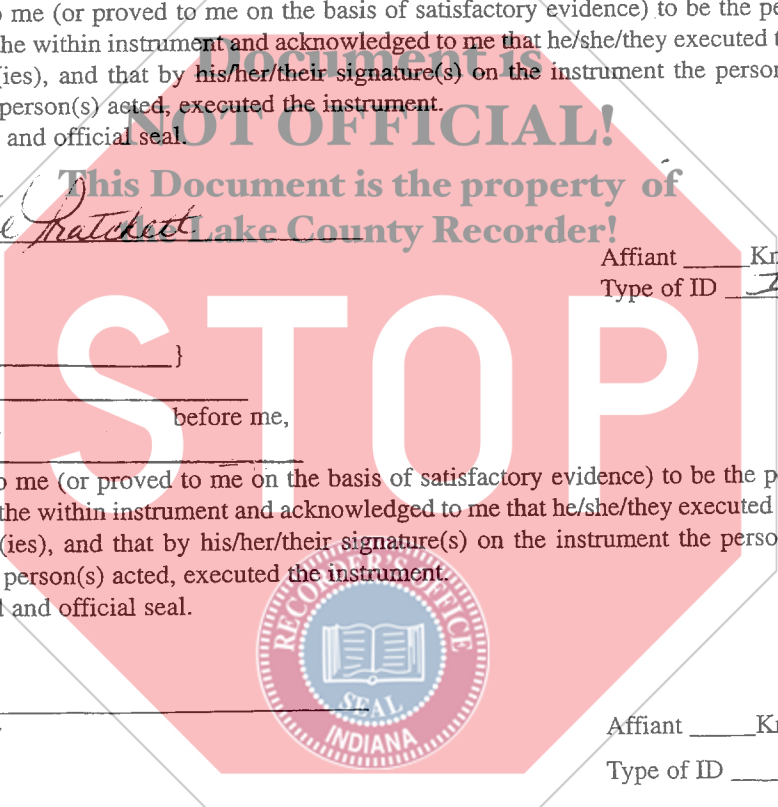 o me (or proved to me on the basis of satisfactory evidence) to be the pe
he within instrument and acknowledged to me that he/she/they executed t
Document is
(ies), and that by his/her/their signature(s) on the instrument the person
person(s) acted, executed the instrument.
NOT OFFICIAL!
and official seal.
This Document is the property of
the Lake County Recorder!
Pratchett
Affiant _____Kn
Type of ID
STOP
}
before me,
o me (or proved to me on the basis of satisfactory evidence) to be the p
the within instrument and acknowledged to me that he/she/they executed
(ies), and that by his/her/their signature(s) on the instrument the perso
person(s) acted, executed the instrument.
and official seal.
RECORDER'S OFFICE
SEAL
INDIANA
Affiant _____K
Type of ID ____